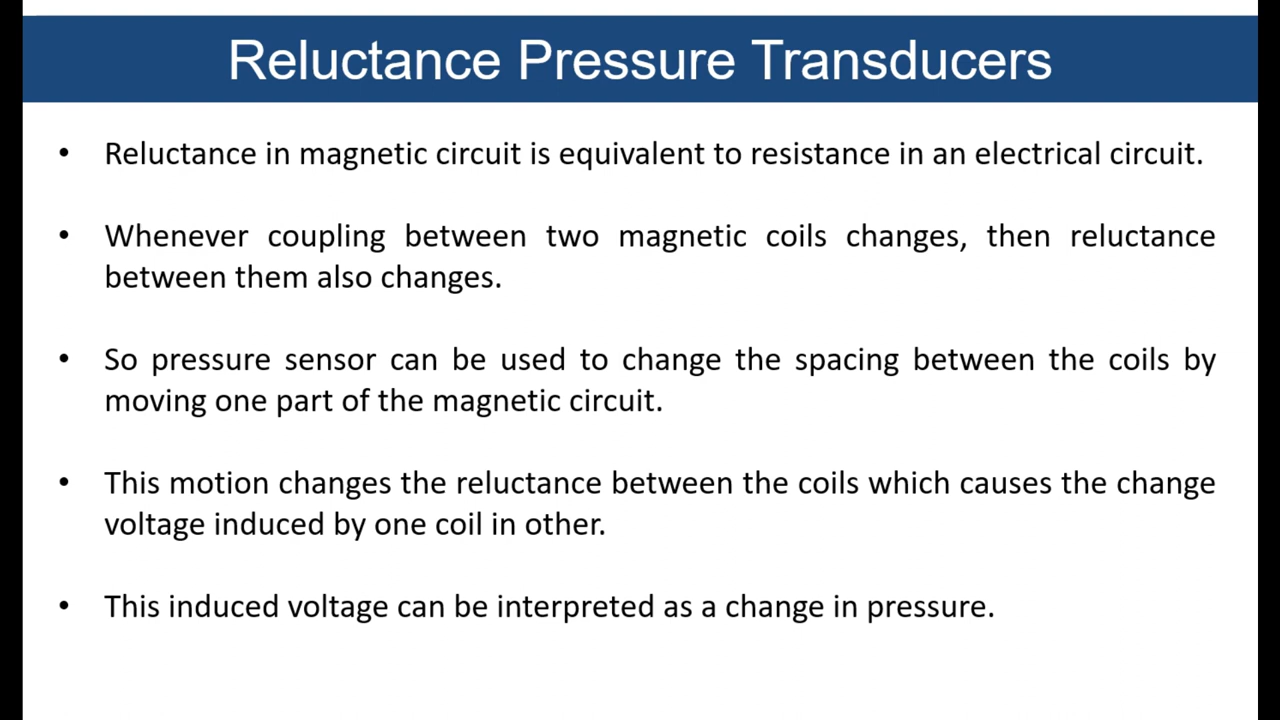 Reluctance Pressure Transducers
• Reluctance in magnetic circuit is equivalent to resistance in an electrical circuit.
• Whenever coupling between two magnetic coils changes, then reluctance
between them also changes.
• So pressure sensor can be used to change the spacing between the coils by
moving one part of the magnetic circuit.
• This motion changes the reluctance between the coils which causes the change
voltage induced by one coil in other.
• This induced voltage can be interpreted as a change in pressure.